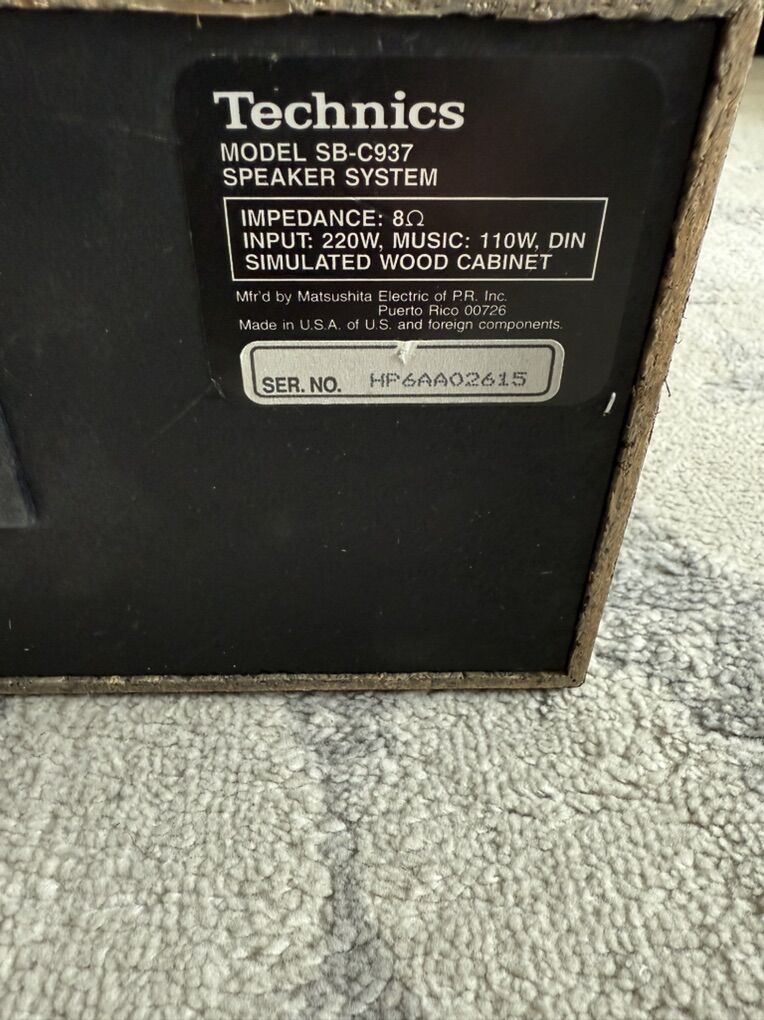 Technics
MODEL SB-C937
SPEAKER SYSTEM
IMPEDANCE: 8Ω
INPUT: 220W, MUSIC: 110W, DIN
SIMULATED WOOD CABINET
Mfr'd by Matsushita Electric of P.R. Inc.
Puerto Rico 00726
Made in U.S.A. of U.S. and foreign components.
SER. NO. HP6AA02615